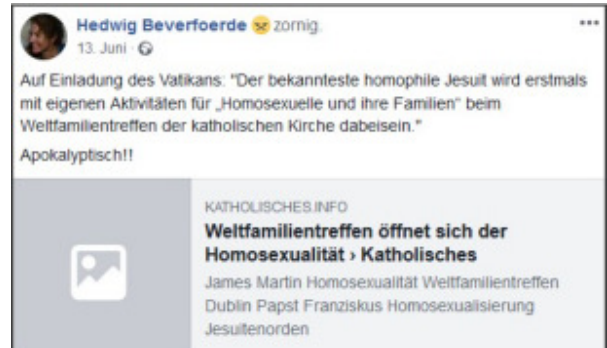 Hedwig Beverfoerde zornig.
13. Juni
Auf Einladung des Vatikans: "Der bekannteste homophile Jesuit wird erstmals
mit eigenen Aktivitäten für „Homosexuelle und ihre Familien“ beim
Weltfamilientreffen der katholischen Kirche dabeisein."
Apokalyptisch!!
KATHOLISCHES.INFO
Weltfamilientreffen öffnet sich der
Homosexualität › Katholisches
James Martin Homosexualität Weltfamilientreffen
Dublin Papst Franziskus Homosexualisierung
Jesuitenorden